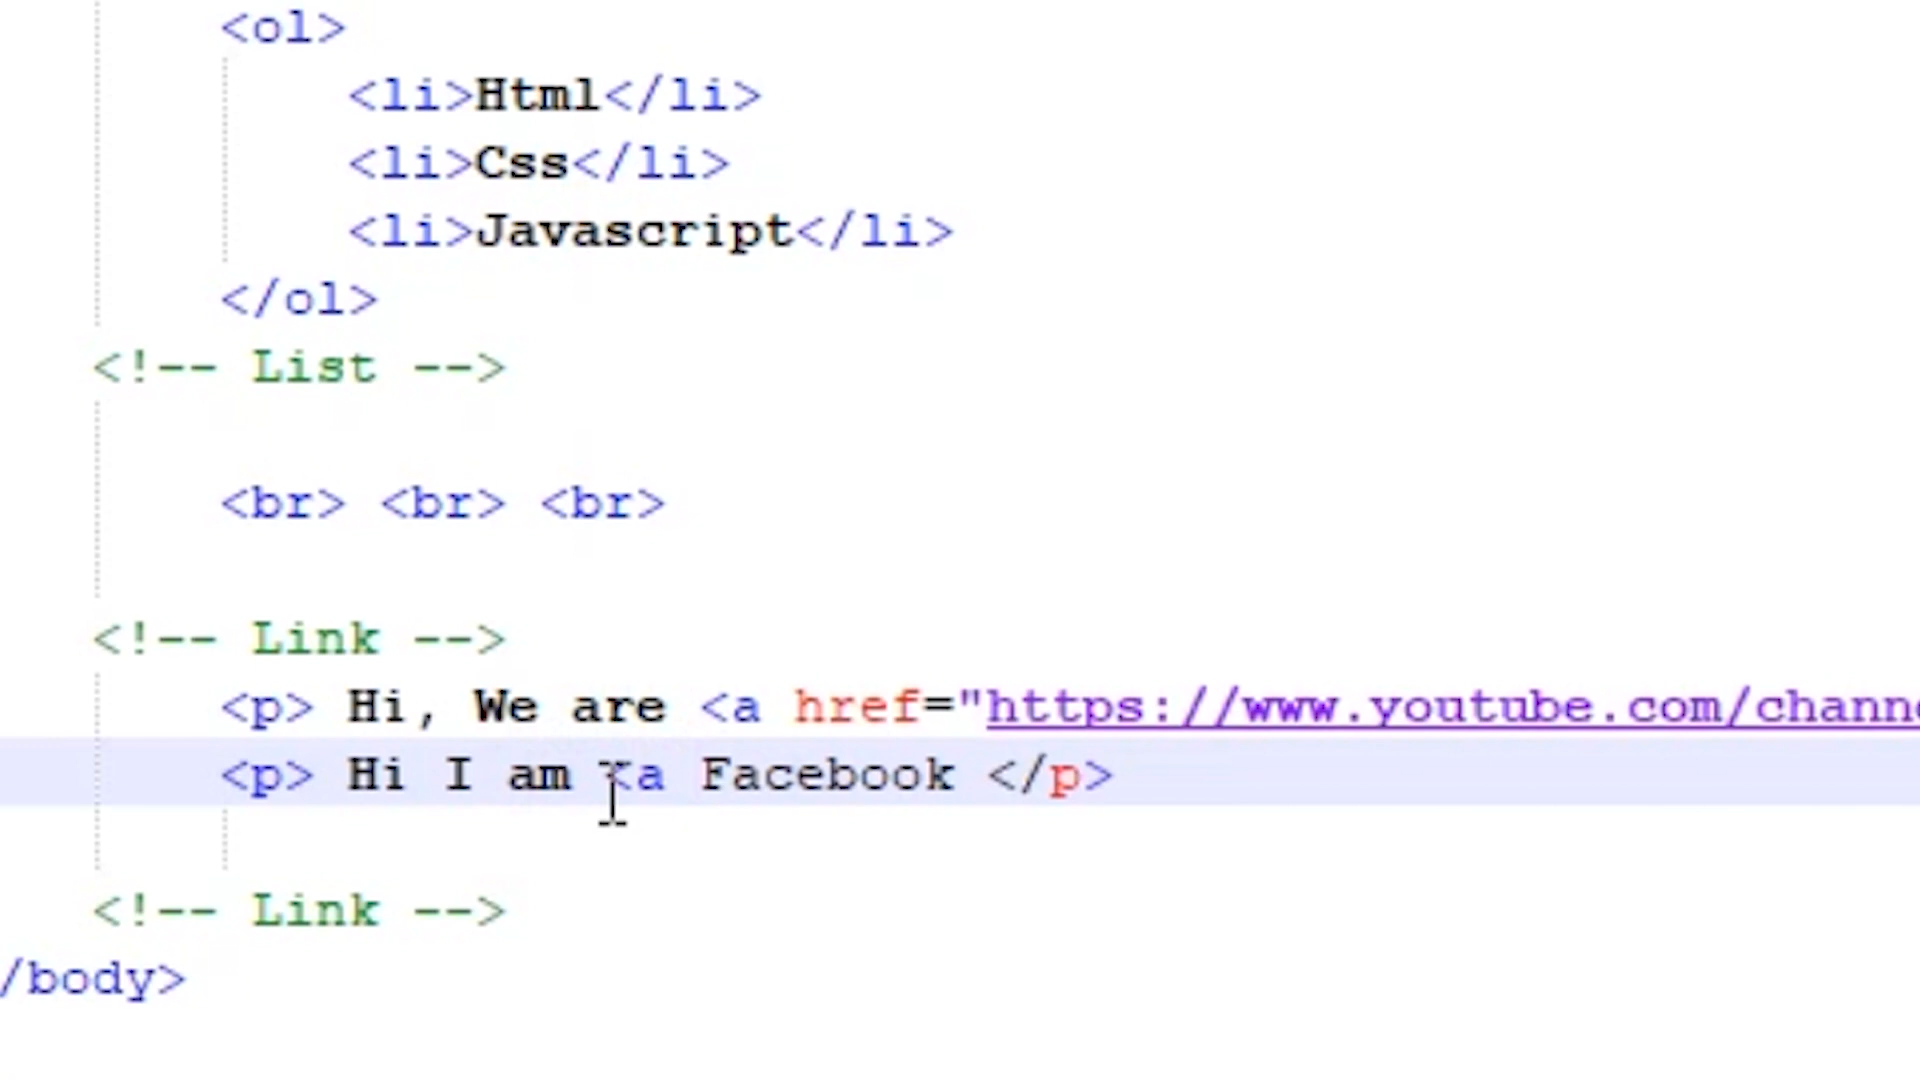 <ol>
<li>Html</li>
<li>Css</li>
<li>Javascript</li>
</ol>
<!-- List -->
<br> <br> <br>
<!-- Link -->
<p> Hi, We are <a href="https://www.youtube.com/channe
<p> Hi I am <a Facebook </p>
<!-- Link -->
/body>